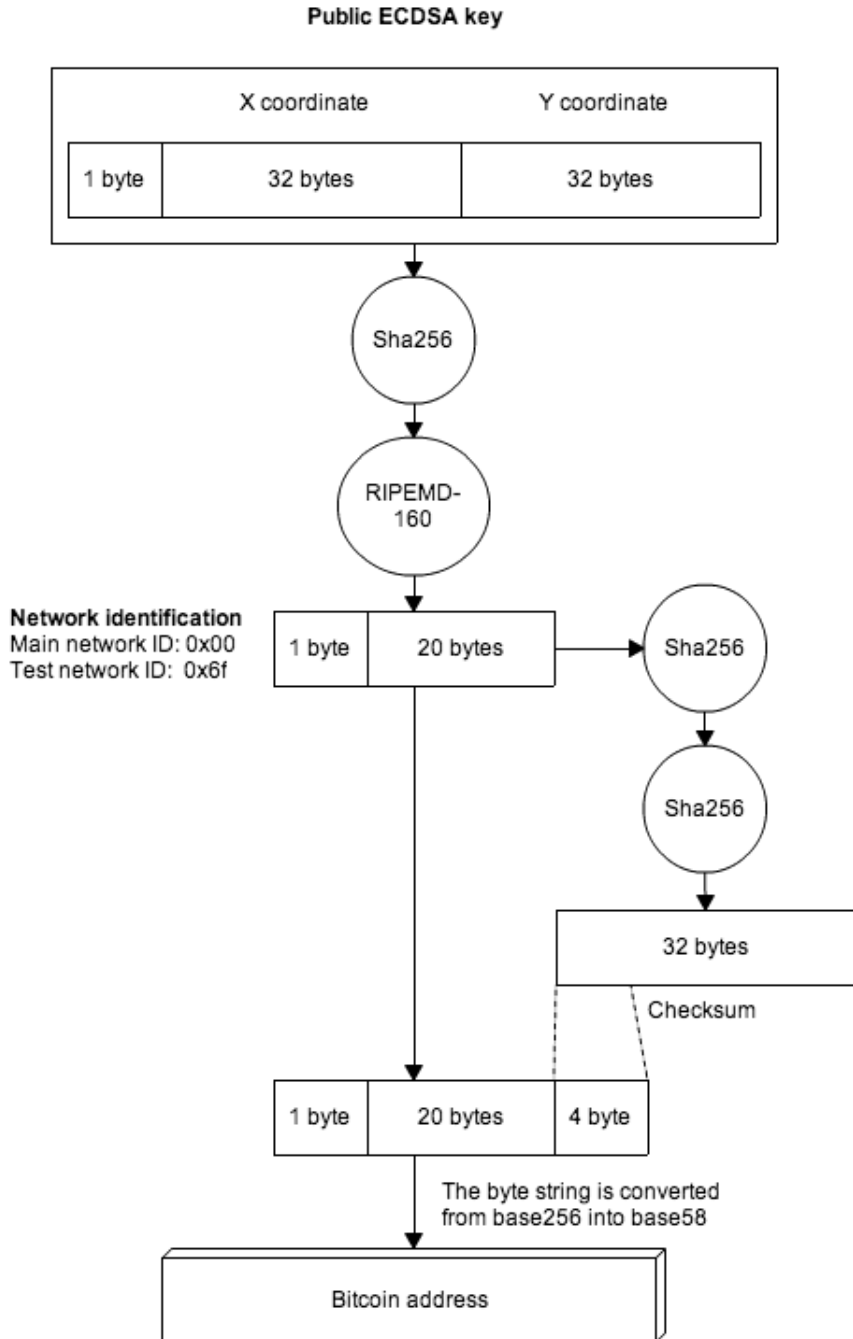 Public ECDSA key
X coordinate
Y coordinate
1 byte
32 bytes
32 bytes
Sha256
RIPEMD-
160
Network identification
Main network ID: 0x00
Test network ID: 0x6f
1 byte
20 bytes
Sha256
Sha256
32 bytes
Checksum
1 byte
20 bytes
4 byte
The byte string is converted
from base256 into base58
Bitcoin address